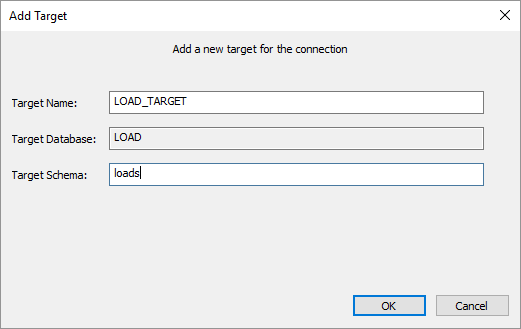 Add Target
Add a new target for the connection
Target Name: LOAD_TARGET
Target Database: LOAD
Target Schema: loads
OK Cancel